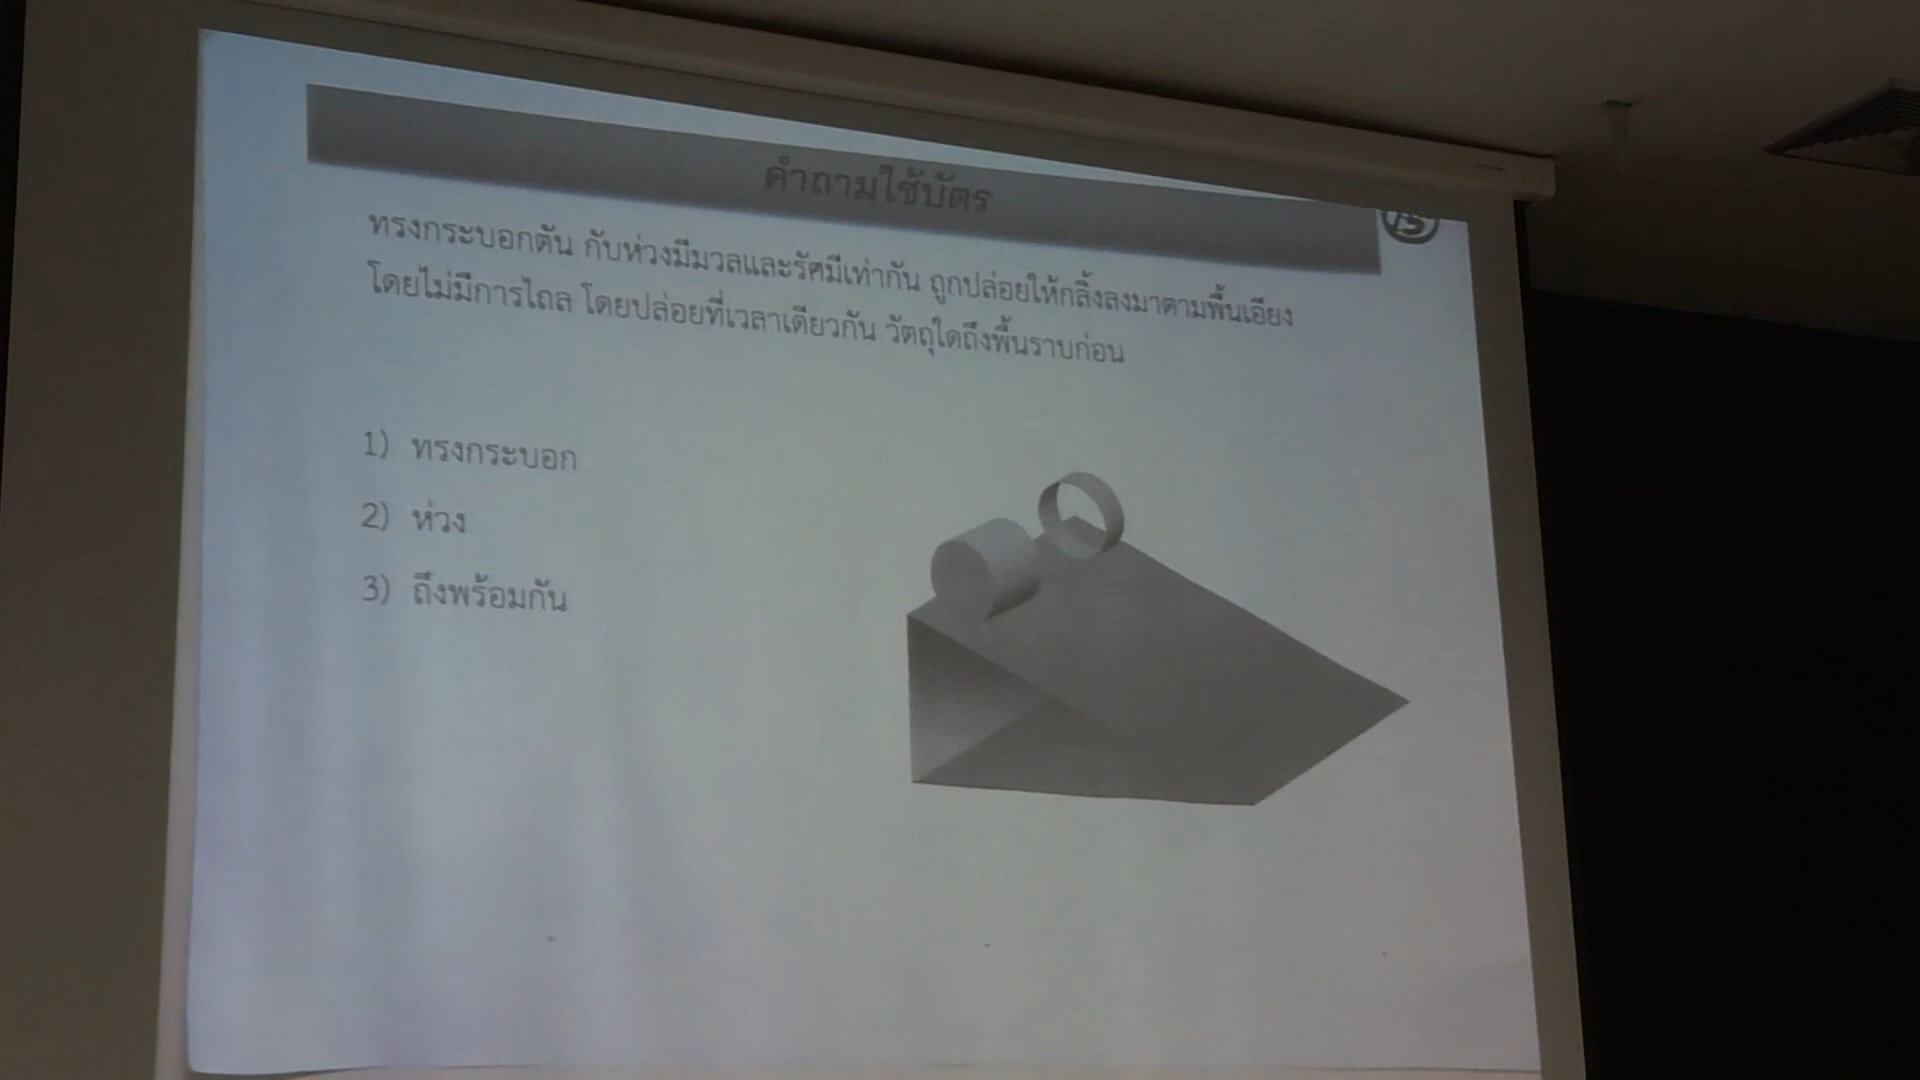 คำถามใช้บัตร
15
ทรงกระบอกตัน กับห่วงมีมวลและรัศมีเท่ากัน ถูกปล่อยให้กลิ้งลงมาตามพื้นเอียง
โดยไม่มีการไถล โดยปล่อยที่เวลาเดียวกัน วัตถุใดถึงพื้นราบก่อน
1) ทรงกระบอก
2) ห่วง
3) ถึงพร้อมกัน